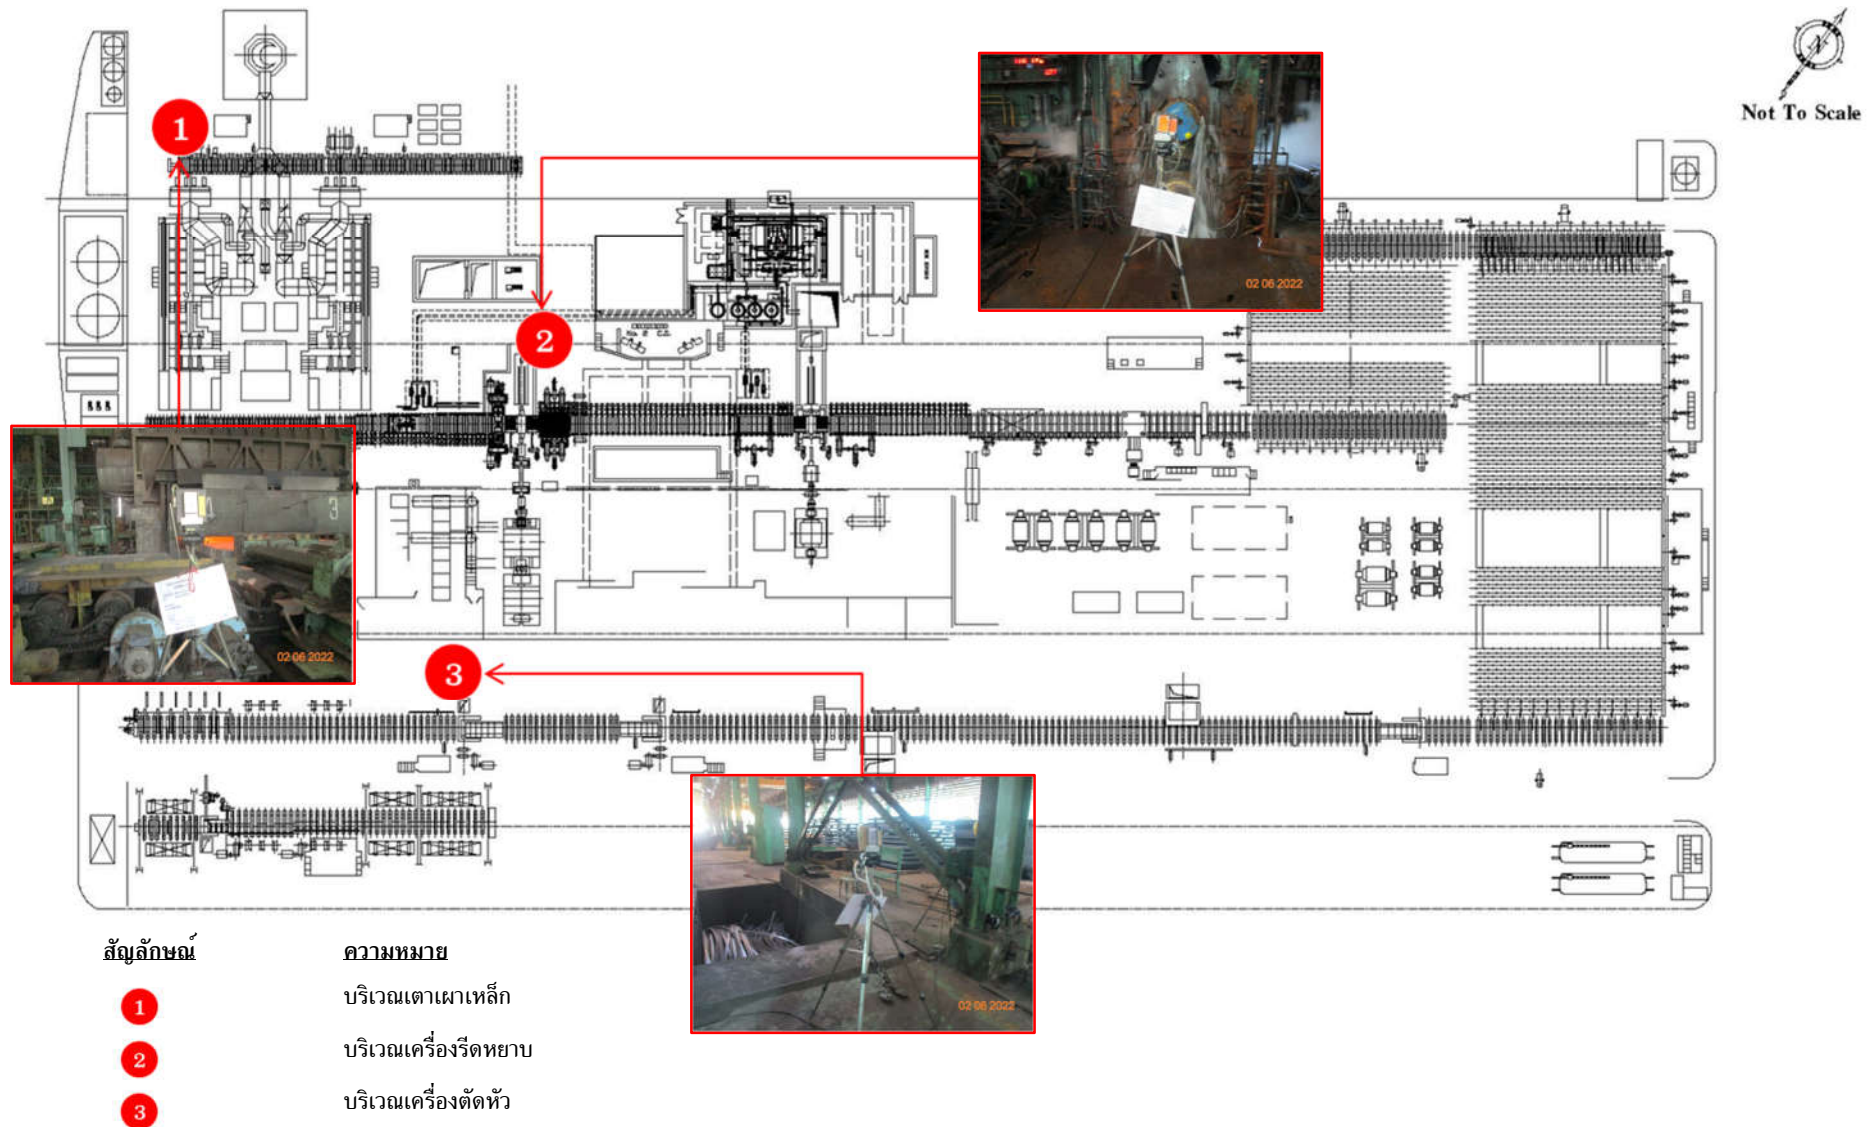 Not To Scale
1
02 06 2022
2
3
02 06 2022
3
02 06 2022
สัญลักษณ์ ความหมาย
1 บริเวณเตาเผาเหล็ก
2 บริเวณเครื่องรีดหยาบ
3 บริเวณเครื่องตัดหัว